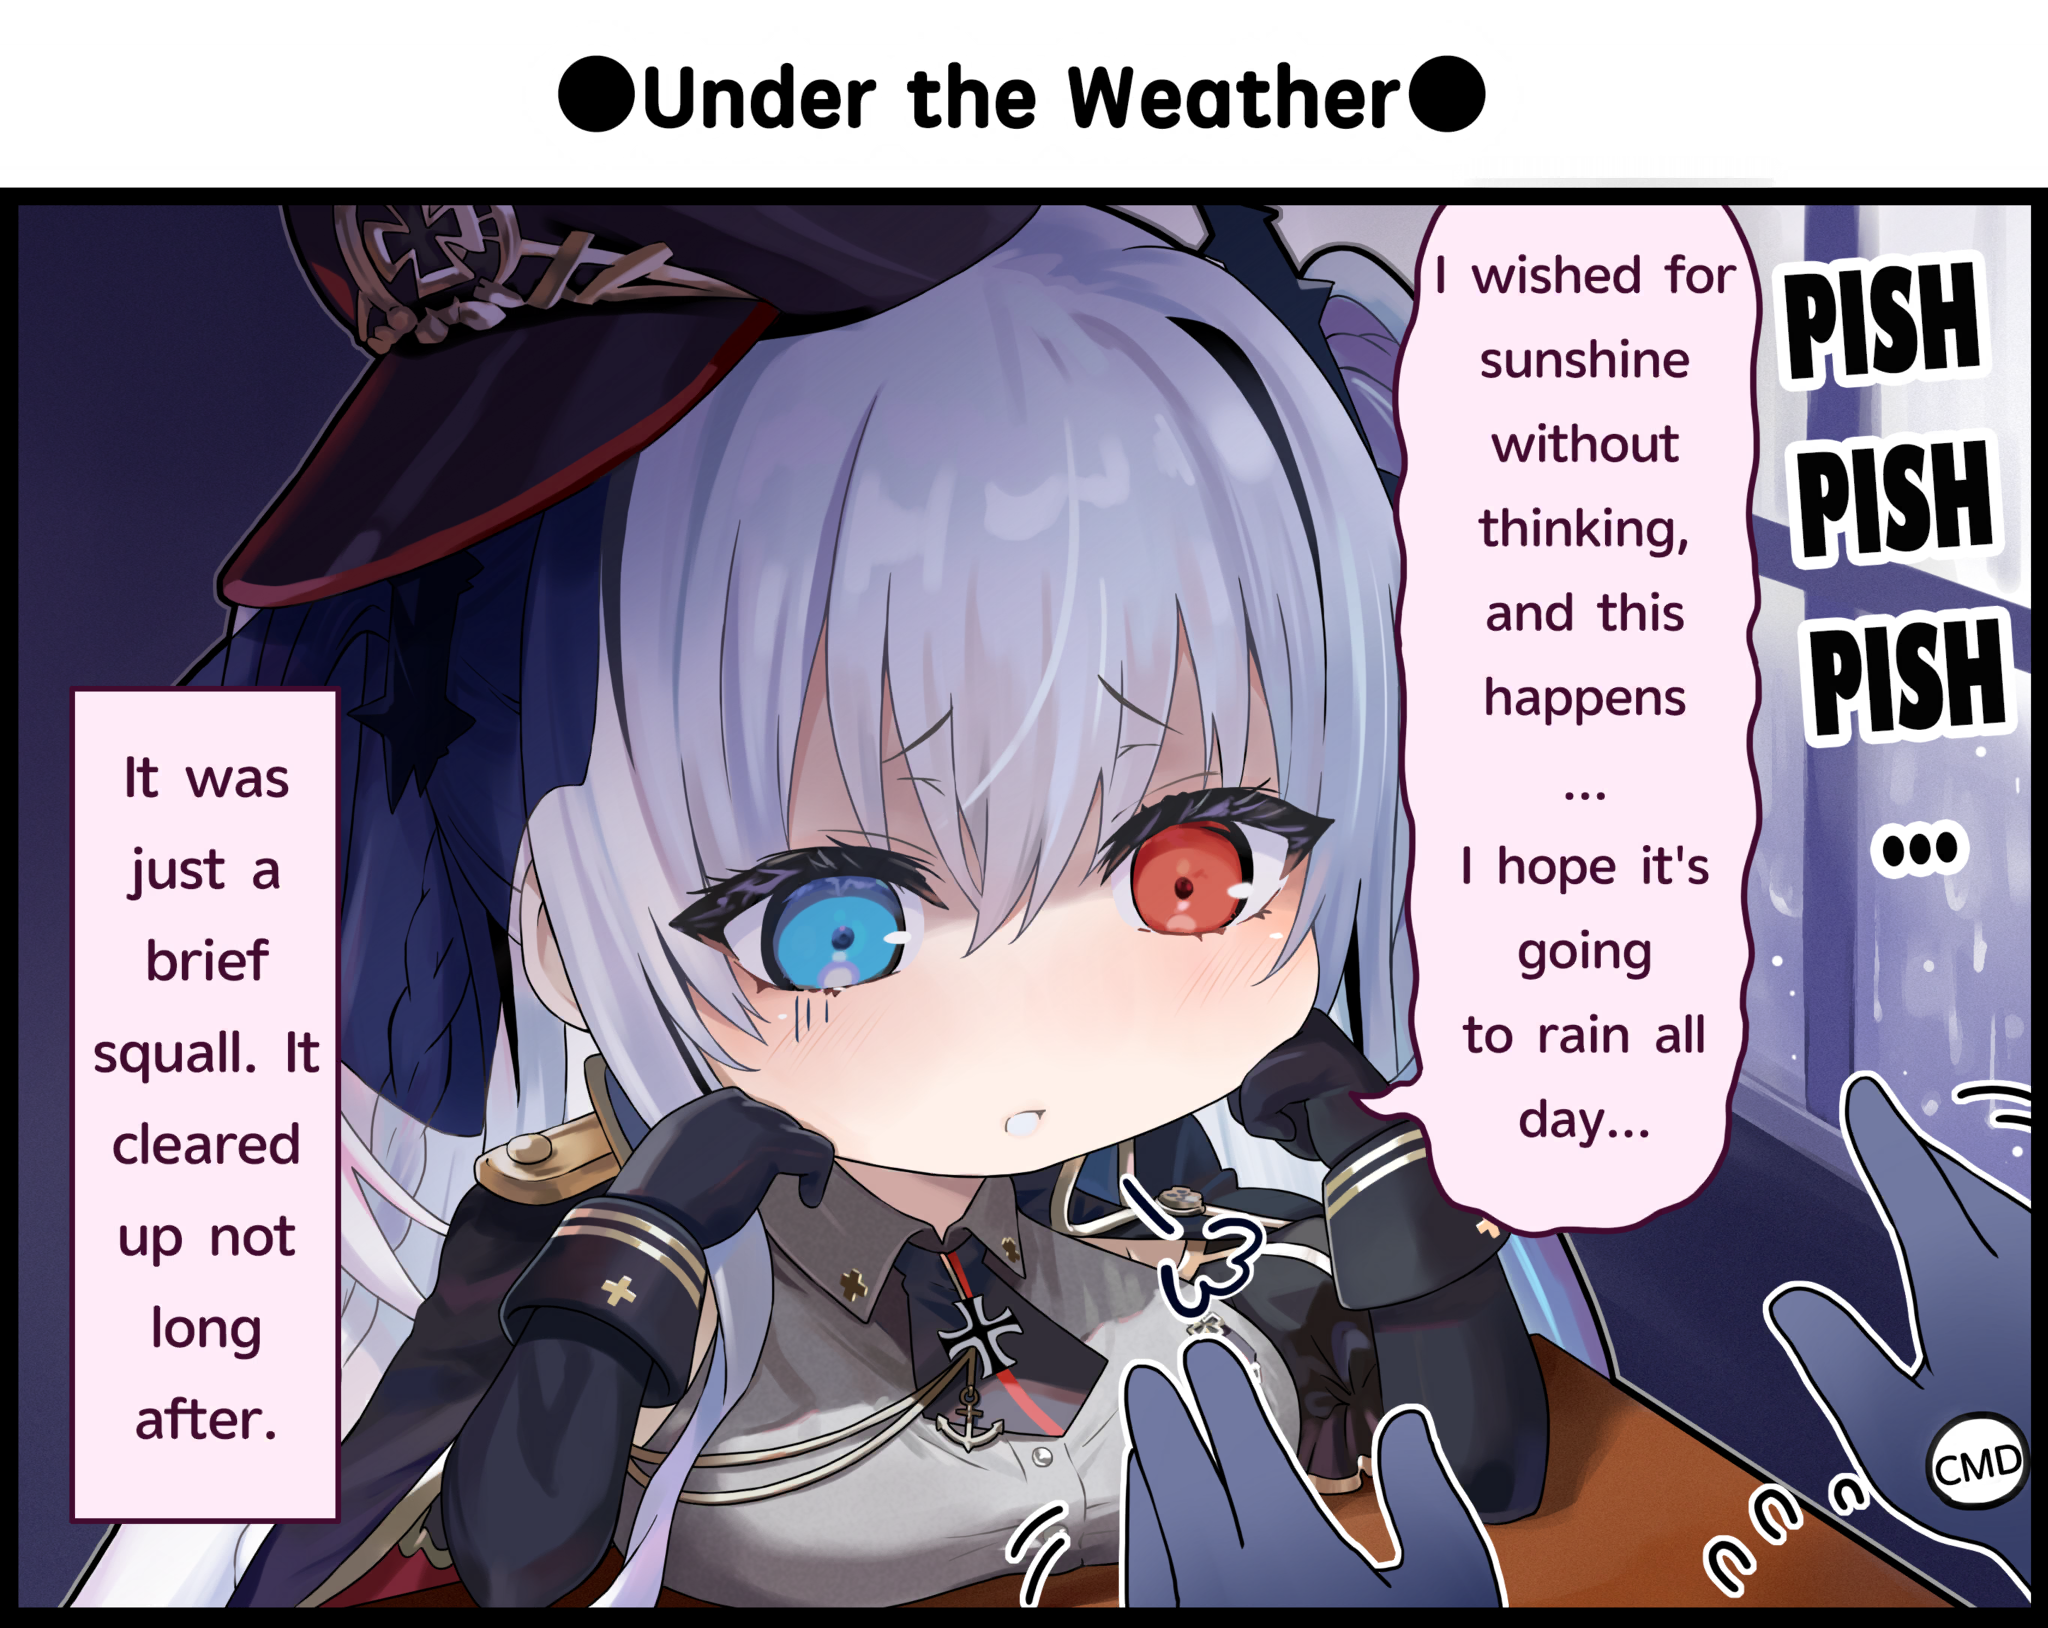 ●Under the Weather●
I wished for
sunshine
without
thinking,
and this
happens
...
I hope it's
going
to rain all
day...
PISH
PISH
PISH
...
It was
just a
brief
squall. It
cleared
up not
long
after.
CMD